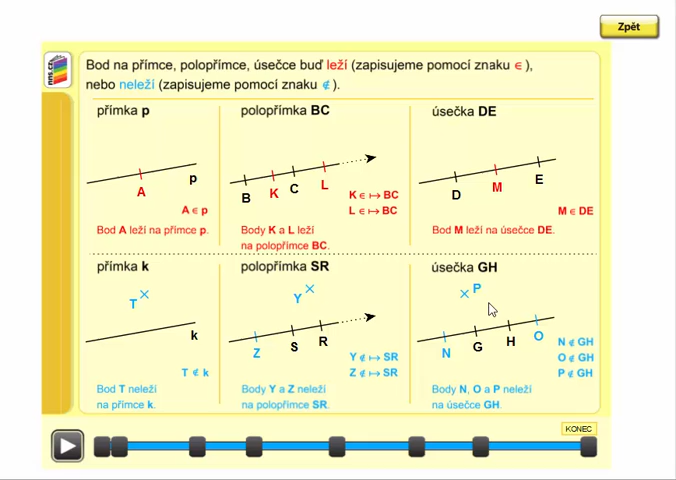 Zpět
nns.cz
Bod na přímce, polopřímce, úsečce buď leží (zapisujeme pomocí znaku ∈),
nebo neleží (zapisujeme pomocí znaku ∉).
přímka p
A
p
A ∈ p
Bod A leží na přímce p.
polopřímka BC
B K C L
K ∈ ↦ BC
L ∈ ↦ BC
Body K a L leží
na polopřímce BC.
úsečka DE
D M E
M ∈ DE
Bod M leží na úsečce DE.
přímka k
T
k
T ∉ k
Bod T neleží
na přímce k.
polopřímka SR
Y
Z S R
Y ∉ ↦ SR
Z ∉ ↦ SR
Body Y a Z neleží
na polopřímce SR.
úsečka GH
P
N G H O
N ∉ GH
O ∉ GH
P ∉ GH
Body N, O a P neleží
na úsečce GH.
KONEC